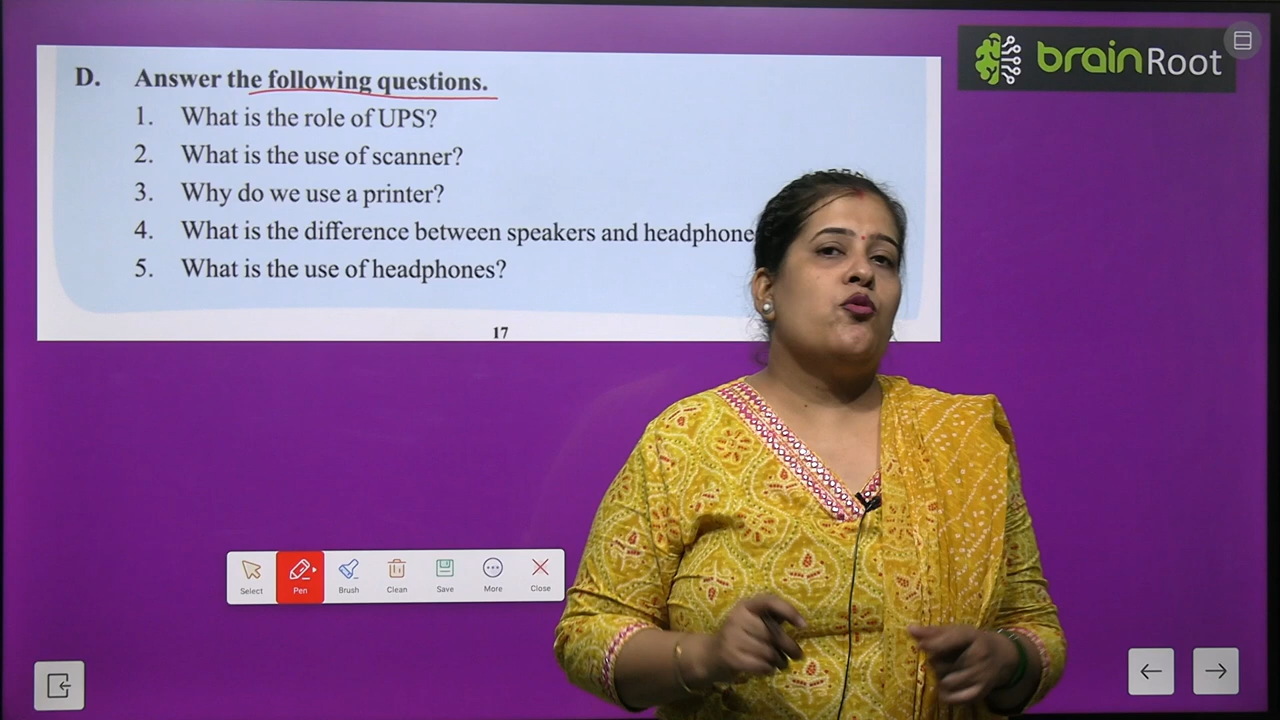 brainRoot
D. Answer the following questions.
1. What is the role of UPS?
2. What is the use of scanner?
3. Why do we use a printer?
4. What is the difference between speakers and headphone
5. What is the use of headphones?
17
Select Pen Brush Clean Save More Close